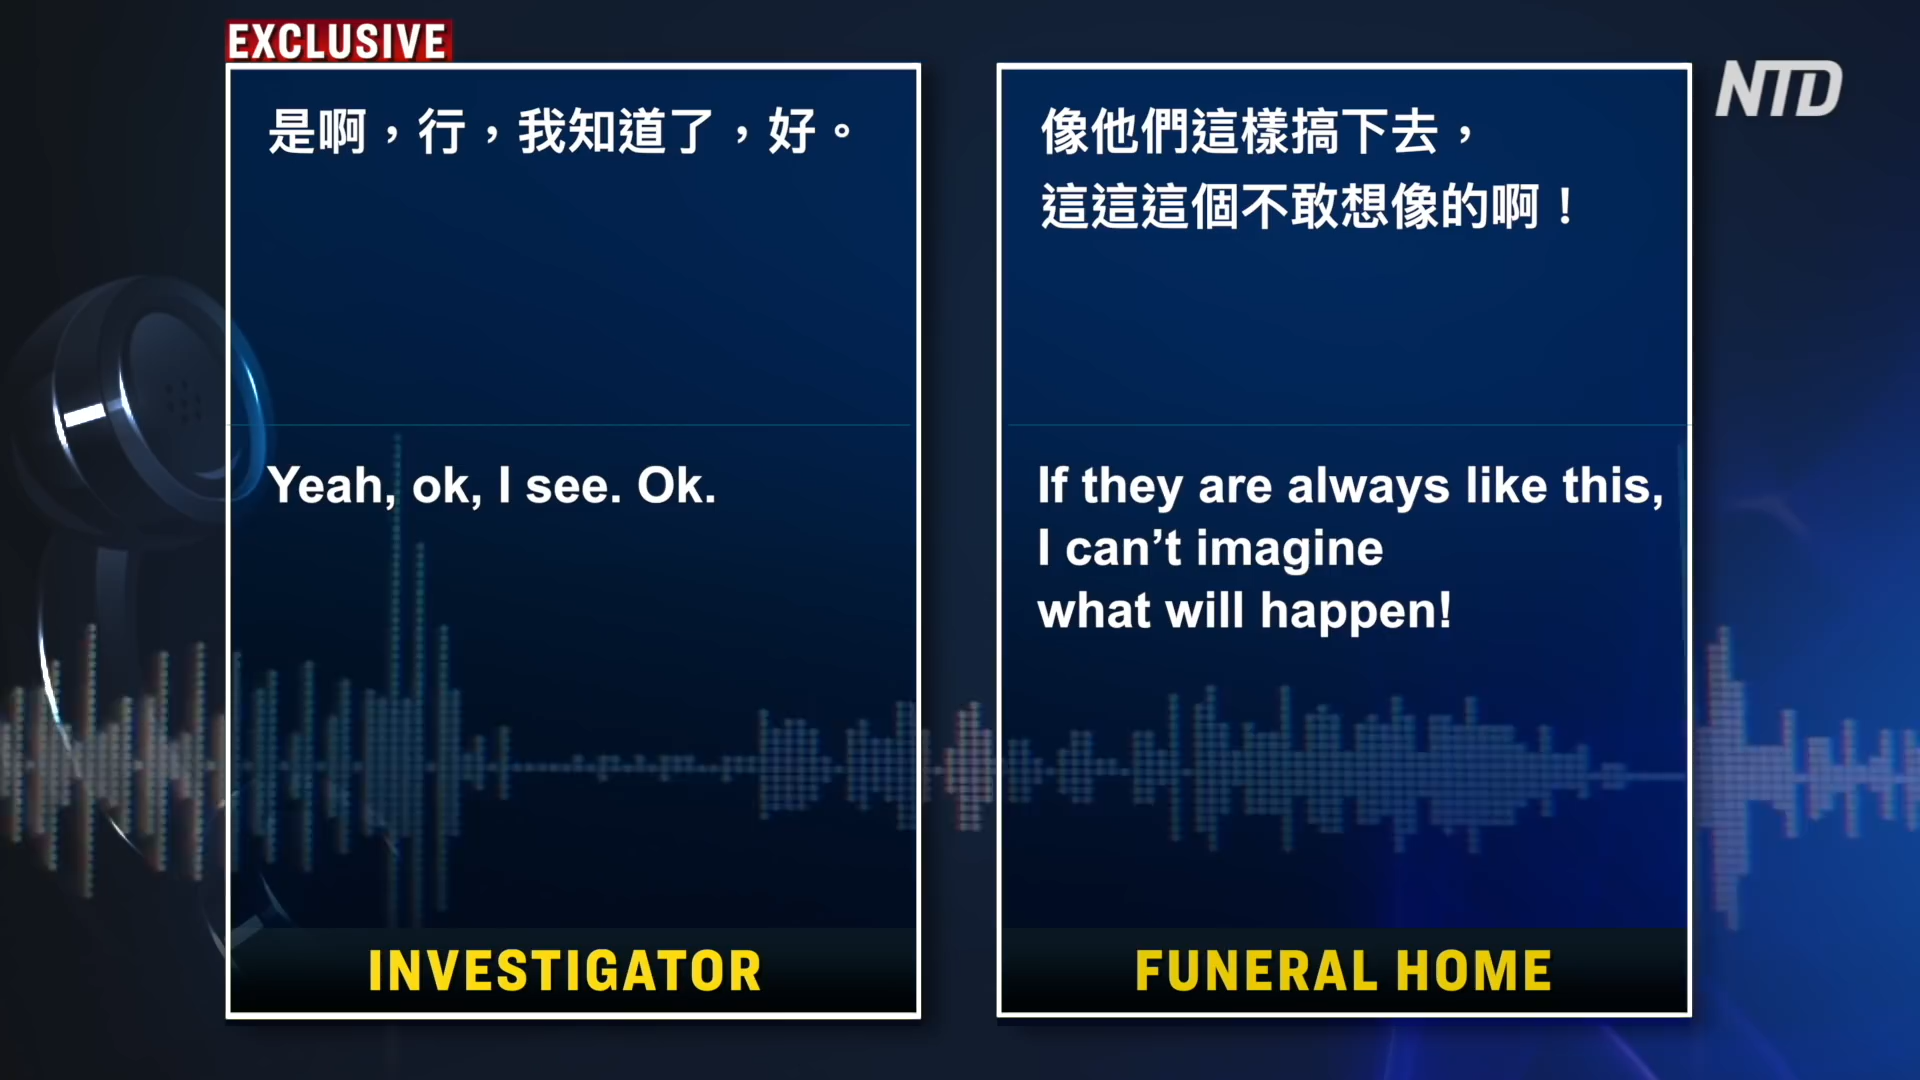 EXCLUSIVE
NTD
是啊，行，我知道了，好。
Yeah, ok, I see. Ok.
INVESTIGATOR
像他們這樣搞下去，
這這這個不敢想像的啊！
If they are always like this,
I can’t imagine
what will happen!
FUNERAL HOME